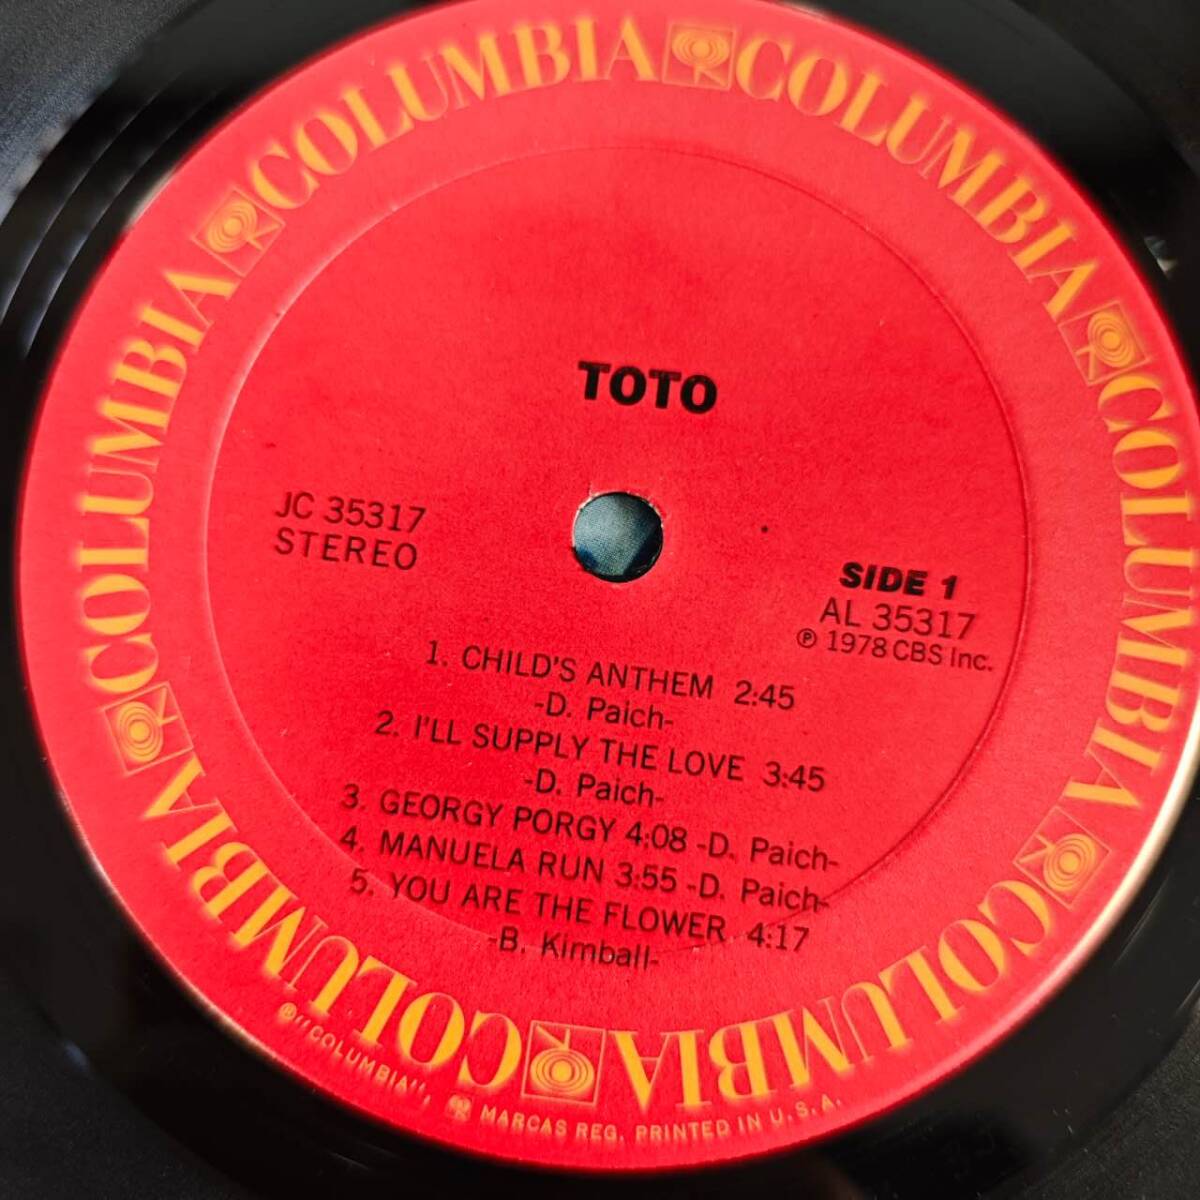 COLUMBIA COLUMBIA COLUMBIA COLUMBIA COLUMBIA COLUMBIA
TOTO
JC 35317
STEREO
SIDE 1
AL 35317
℗ 1978 CBS Inc.
1. CHILD'S ANTHEM 2:45
-D. Paich-
2. I'LL SUPPLY THE LOVE 3:45
-D. Paich-
3. GEORGY PORGY 4:08 -D. Paich-
4. MANUELA RUN 3:55 -D. Paich-
5. YOU ARE THE FLOWER 4:17
-B. Kimball-
®"COLUMBIA", MARCAS REG. PRINTED IN U.S.A.